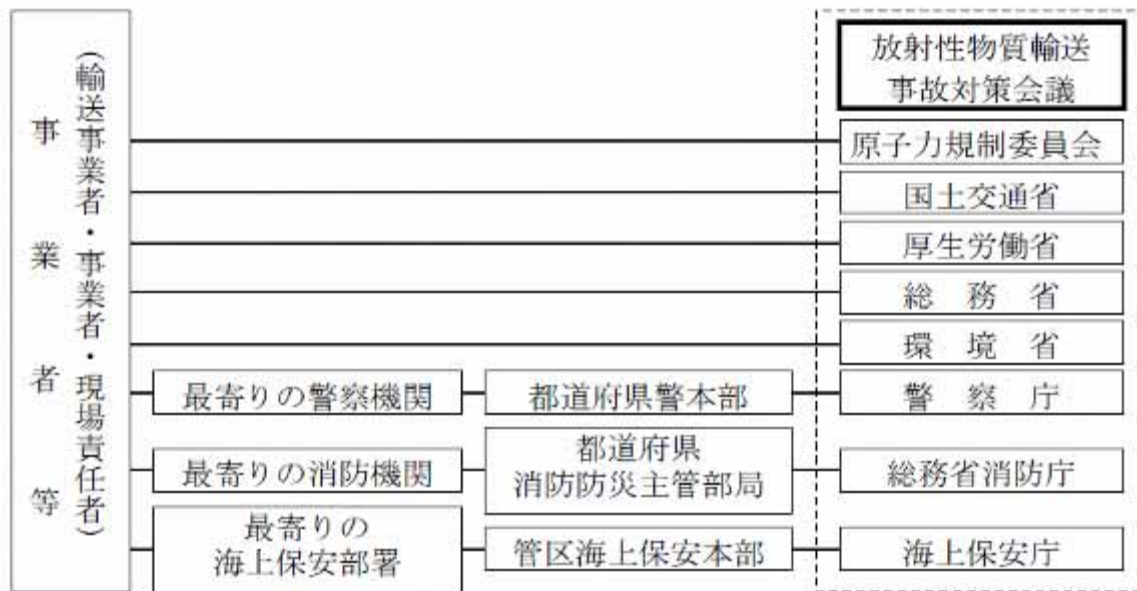 事業者等
(輸送事業者・事業者・現場責任者)
放射性物質輸送
事故対策会議
原子力規制委員会
国土交通省
厚生労働省
総務省
環境省
最寄りの警察機関
都道府県警本部
警察庁
最寄りの消防機関
都道府県
消防防災主管部局
総務省消防庁
最寄りの
海上保安部署
管区海上保安本部
海上保安庁